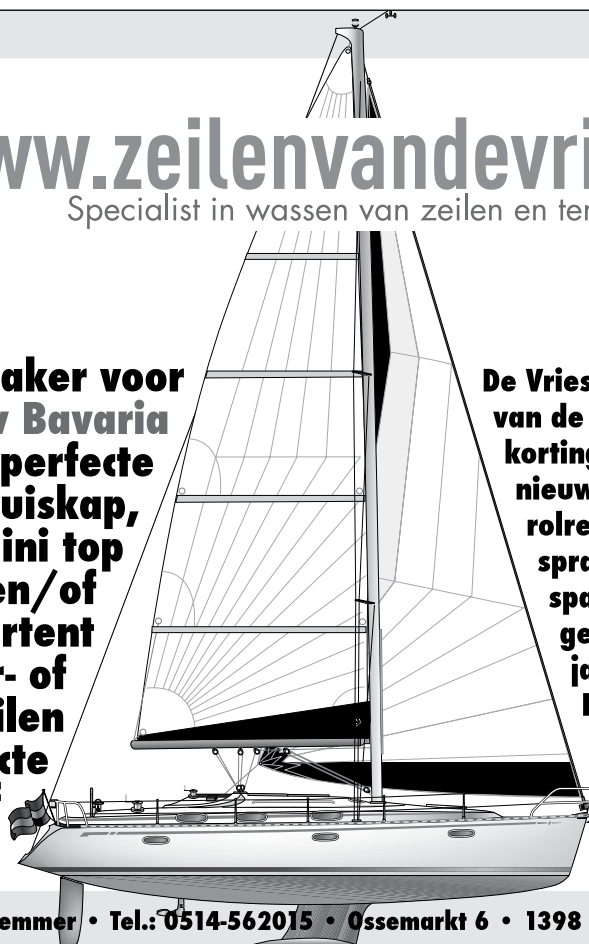 ww.zeilenvandevri
Specialist in wassen van zeilen en ten
aker voor
v Bavaria
perfecte
uiskap,
ini top
en/of
rtent
r- of
ilen
cte
De Vries
van de
korting
nieuw
rolre
spra
spa
ge
ja
emmer • Tel.: 0514-562015 • Ossemarkt 6 • 1398